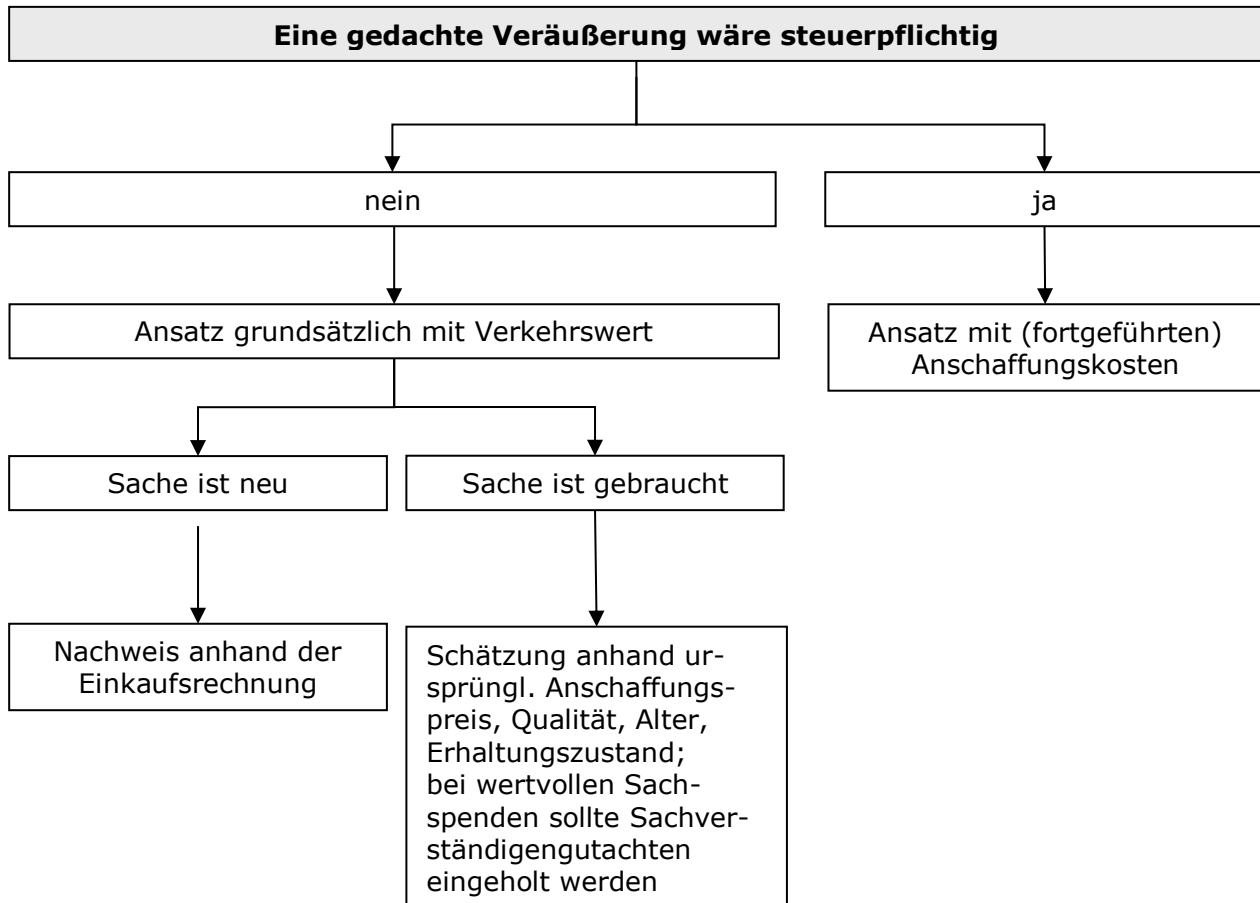 Eine gedachte Veräußerung wäre steuerpflichtig
nein
ja
Ansatz grundsätzlich mit Verkehrswert
Ansatz mit (fortgeführten)
Anschaffungskosten
Sache ist neu
Sache ist gebraucht
Nachweis anhand der
Einkaufsrechnung
Schätzung anhand ur-
sprüngl. Anschaffungs-
preis, Qualität, Alter,
Erhaltungszustand;
bei wertvollen Sach-
spenden sollte Sachver-
ständigengutachten
eingeholt werden